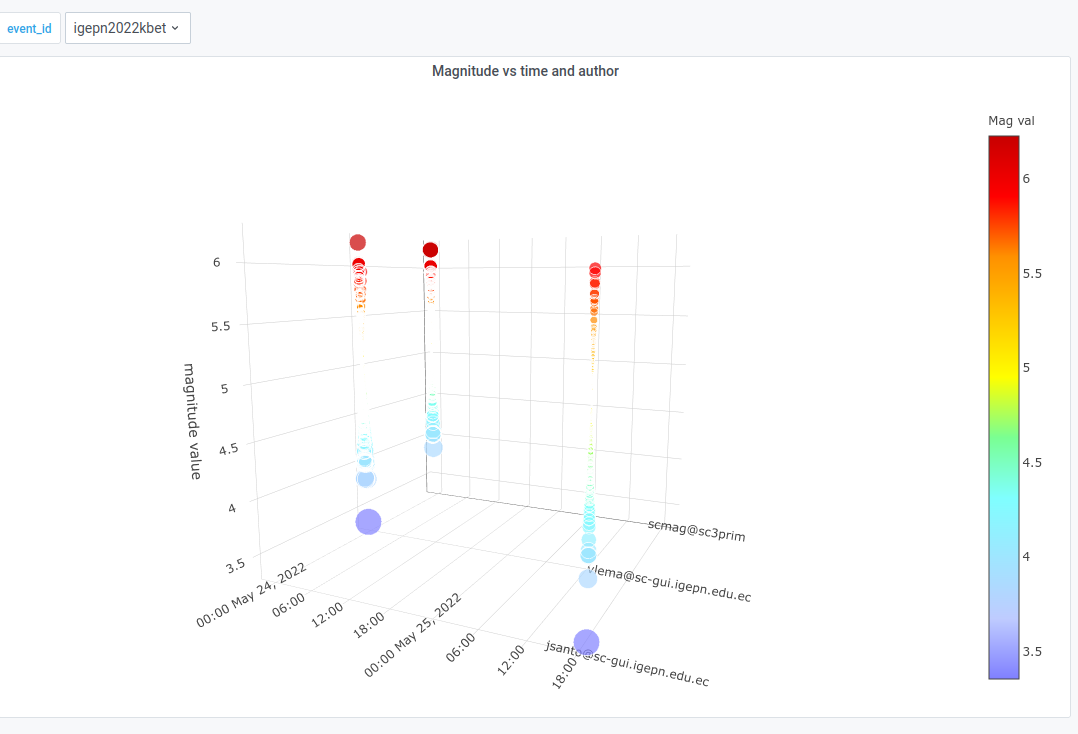 event_id igepn2022kbet
Magnitude vs time and author
Mag val
6
5.5
5
4.5
4
3.5
magnitude value
6
5.5
5
4.5
4
3.5
00:00 May 24, 2022
06:00
12:00
18:00
00:00 May 25, 2022
06:00
12:00
18:00
scmag@sc3prim
vlema@sc-gui.igepn.edu.ec
jsanto@sc-gui.igepn.edu.ec